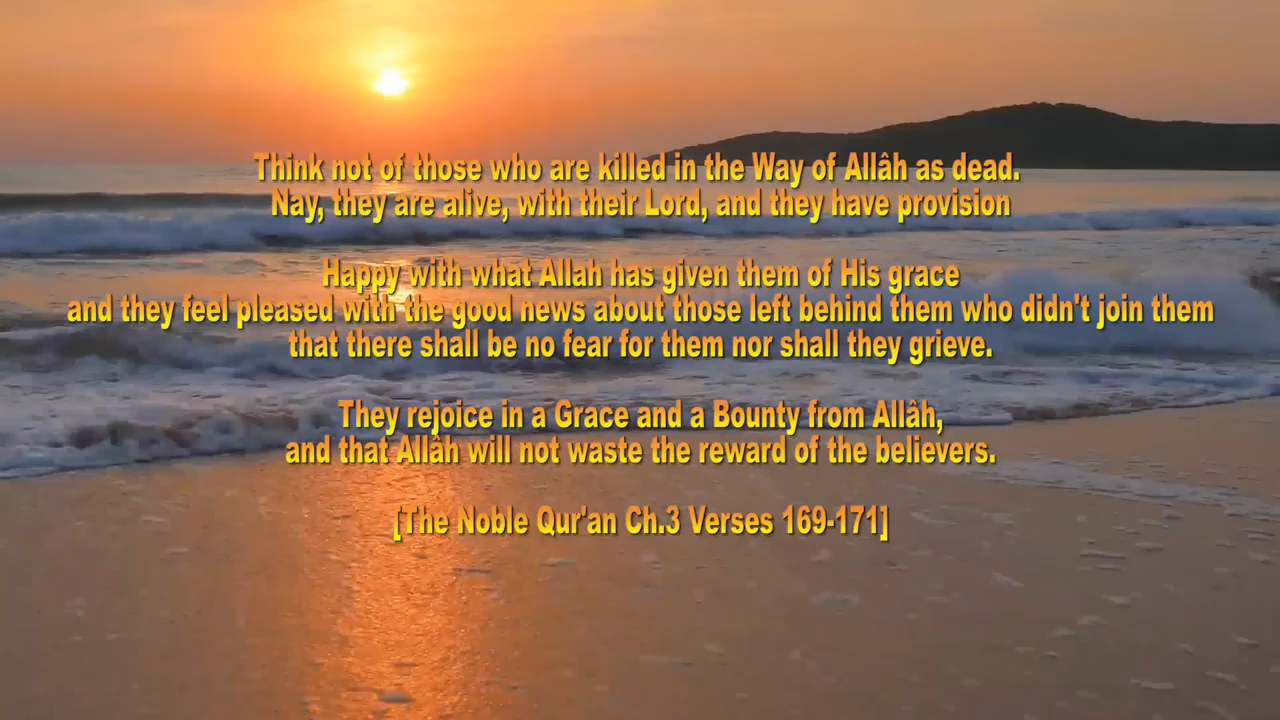 Think not of those who are killed in the Way of Allâh as dead.
Nay, they are alive, with their Lord, and they have provision
Happy with what Allah has given them of His grace
and they feel pleased with the good news about those left behind them who didn't join them
that there shall be no fear for them nor shall they grieve.
They rejoice in a Grace and a Bounty from Allâh,
and that Allâh will not waste the reward of the believers.
[The Noble Qur'an Ch.3 Verses 169-171]